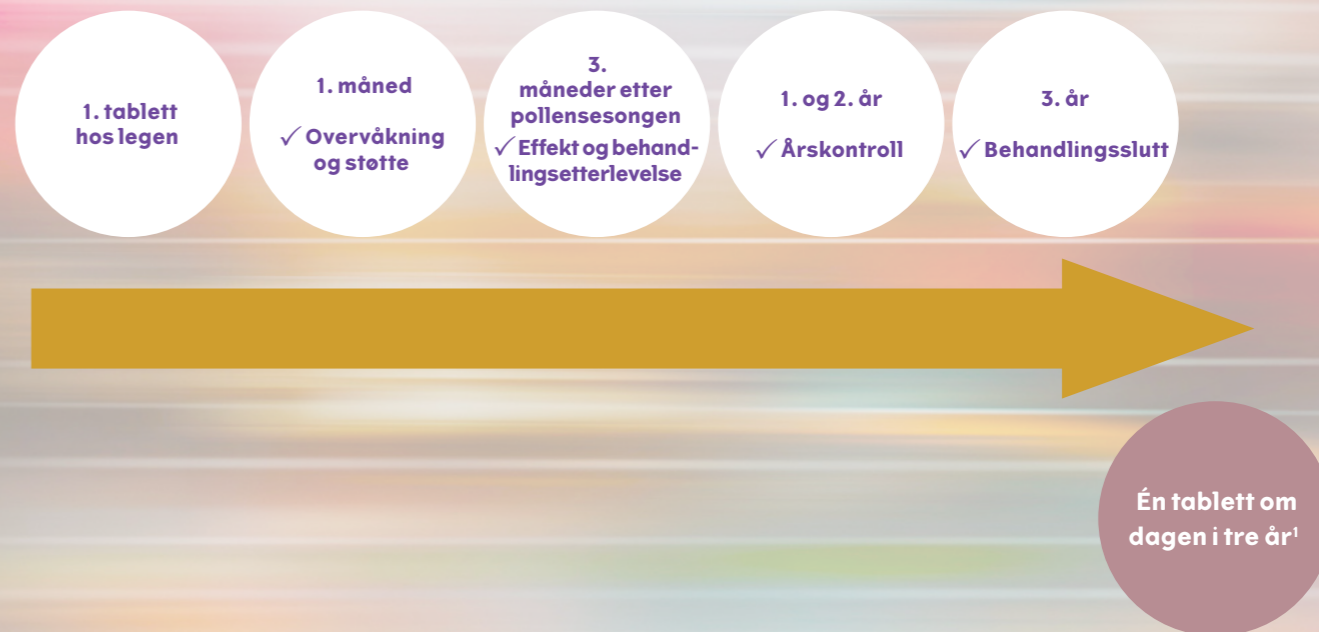 1. tablett
hos legen
1. måned
✓ Overvåkning
og støtte
3.
måneder etter
pollensesongen
✓ Effekt og behand-
lingsetterlevelse
1. og 2. år
✓ Årskontroll
3. år
✓ Behandlingsslutt
Én tablett om
dagen i tre år¹